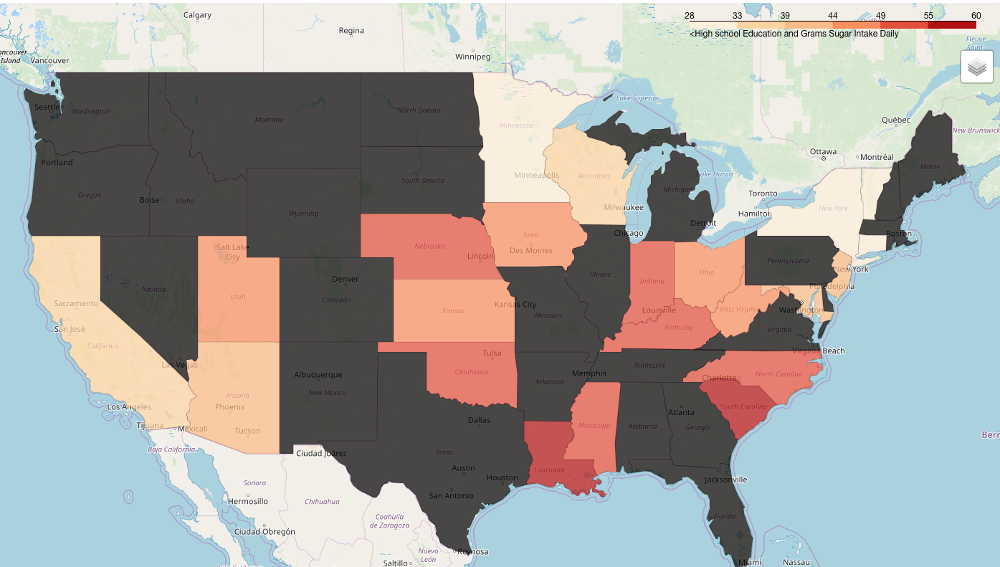 Calgary
Regina
Winnipeg
Vancouver
Island
Vancouver
28 33 39 44 49 55 60
<High school Education and Grams Sugar Intake Daily
Québec
Fleuve
Saint-
Lake Superior
Québec
New Brunswick
Ottawa
Montréal
Seattle
Washington
Montana
North Dakota
Minnesota
Maine
Portland
Oregon
Boise
Idaho
Wyoming
South Dakota
Minneapolis
Wisconsin
Michigan
Lake Huron
Toronto
Hamilton
New York
Milwaukee
Detroit
Chicago
Boston
Salt Lake
City
Nebraska
Lincoln
Iowa
Des Moines
Illinois
Indiana
Ohio
Pennsylvania
New York
Philadelphia
Nevada
Utah
Denver
Colorado
Kansas
Kansas City
Missouri
Louisville
Kentucky
West Virginia
Washington
Virginia
Virginia Beach
Sacramento
San José
California
Las Vegas
Arizona
Phoenix
Tucson
Albuquerque
New Mexico
Tulsa
Oklahoma
Arkansas
Memphis
Tennessee
Charlotte
North Carolina
South Carolina
Los Angeles
Tijuana
Mexicali
Baja California
Ciudad Juárez
Dallas
Texas
Austin
Houston
San Antonio
Mississippi
Louisiana
Alabama
Atlanta
Georgia
Jacksonville
Florida
Miami
Nassau
Sonora
Hermosillo
Chihuahua
Ciudad Obregón
Coahuila
de Zaragoza
Nuevo
León
Reynosa
Saltillo